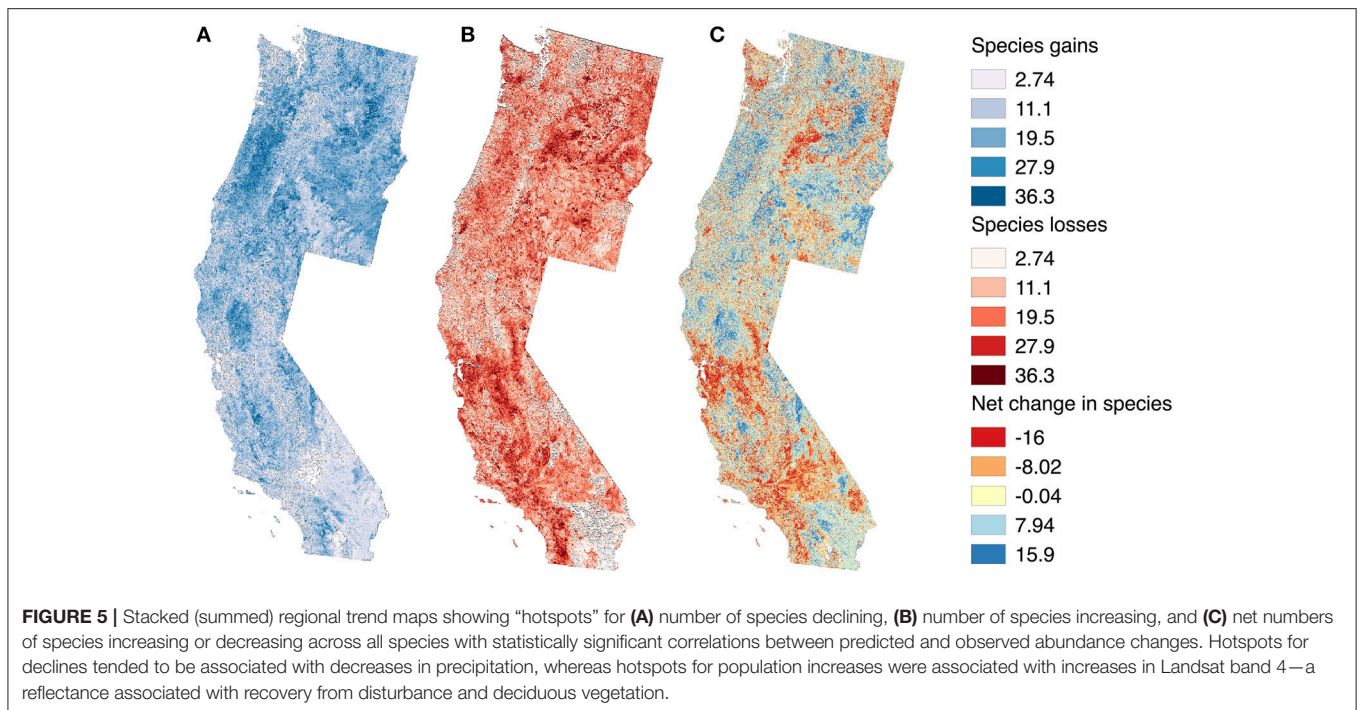 A
B
C
Species gains
2.74
11.1
19.5
27.9
36.3
Species losses
2.74
11.1
19.5
27.9
36.3
Net change in species
-16
-8.02
-0.04
7.94
15.9
FIGURE 5 | Stacked (summed) regional trend maps showing “hotspots” for (A) number of species declining, (B) number of species increasing, and (C) net numbers
of species increasing or decreasing across all species with statistically significant correlations between predicted and observed abundance changes. Hotspots for
declines tended to be associated with decreases in precipitation, whereas hotspots for population increases were associated with increases in Landsat band 4—a
reflectance associated with recovery from disturbance and deciduous vegetation.